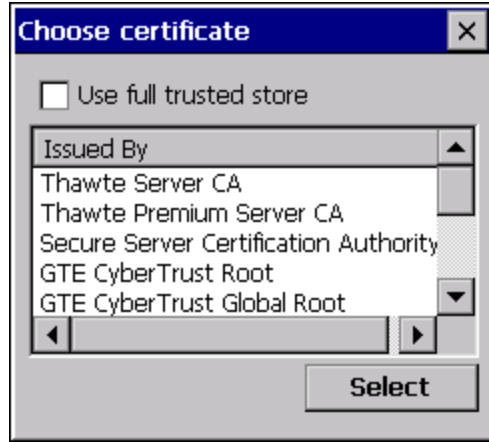 Choose certificate
Use full trusted store
Issued By
Thawte Server CA
Thawte Premium Server CA
Secure Server Certification Authority
GTE CyberTrust Root
GTE CyberTrust Global Root
Select